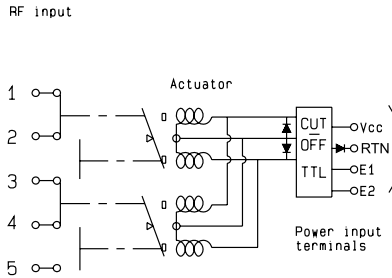 RF input
Actuator
1
2
3
4
5
CUT
OFF
TTL
Vcc
RTN
E1
E2
Power input
terminals